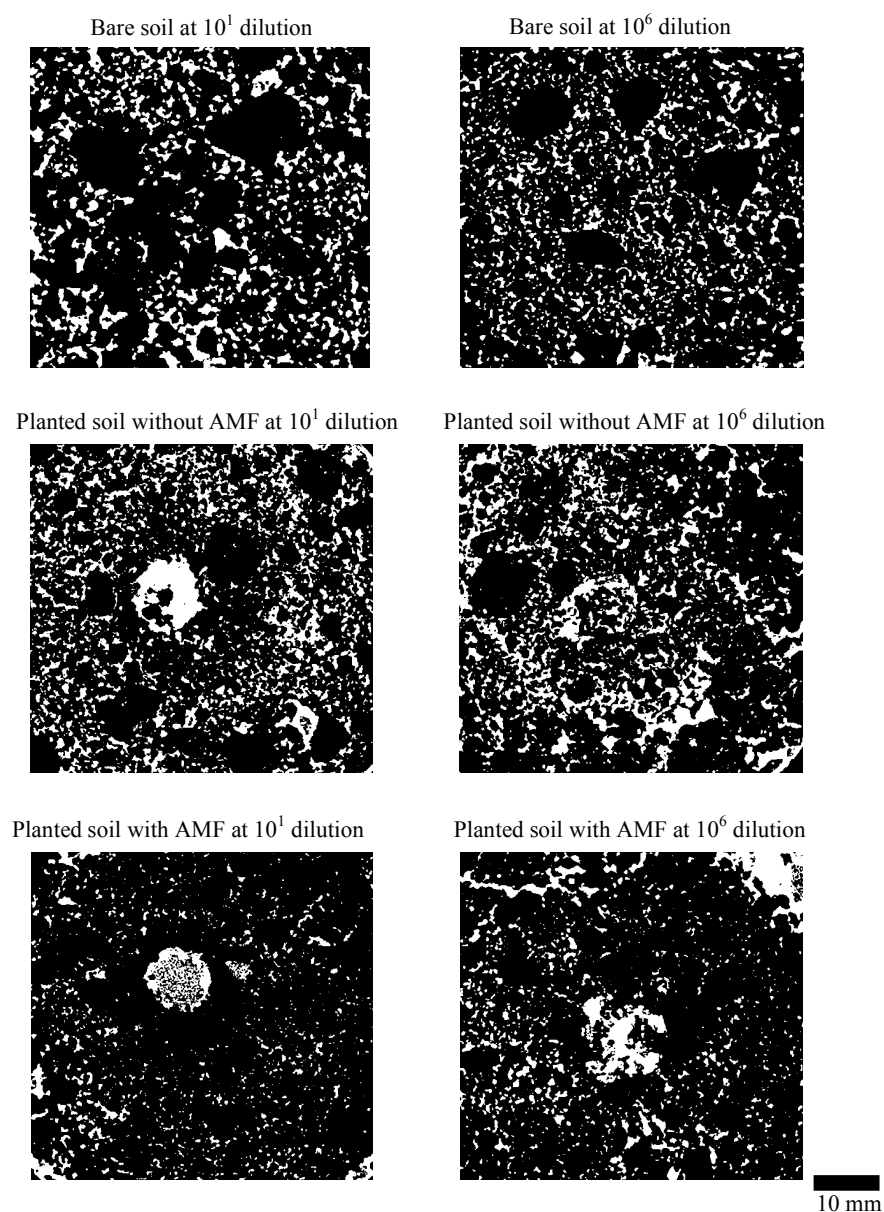 Bare soil at 10¹ dilution
Bare soil at 10⁶ dilution
Planted soil without AMF at 10¹ dilution
Planted soil without AMF at 10⁶ dilution
Planted soil with AMF at 10¹ dilution
Planted soil with AMF at 10⁶ dilution
10 mm